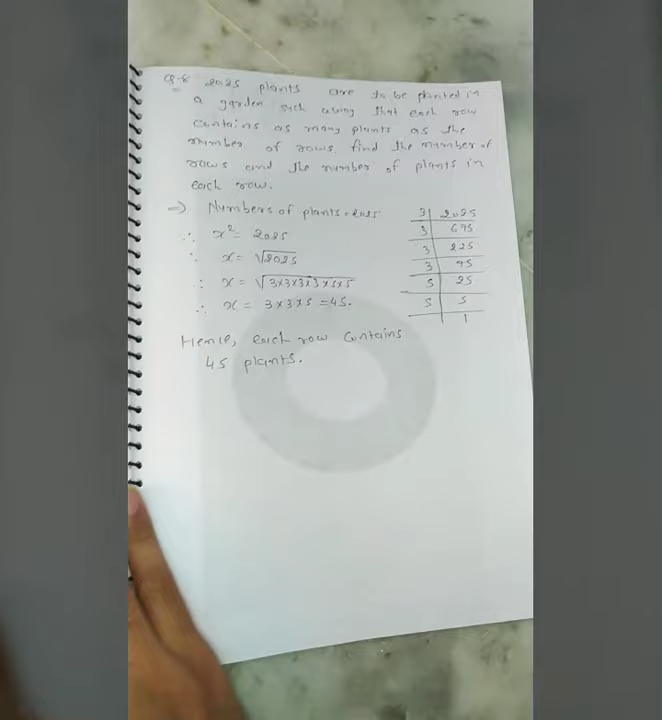 Q-8 2025 plants are to be planted in
a garden such a way that each row
contains as many plants as the
number of rows. find the number of
rows and the number of plants in
each row.
⇒ Numbers of plants = 2025
∴ x² = 2025
∴ x = √2025
∴ x = √3×3×3×3×5×5
∴ x = 3×3×5 = 45.
Hence, each row contains
45 plants.
3 | 2025
3 | 675
3 | 225
3 | 75
5 | 25
5 | 5
| 1